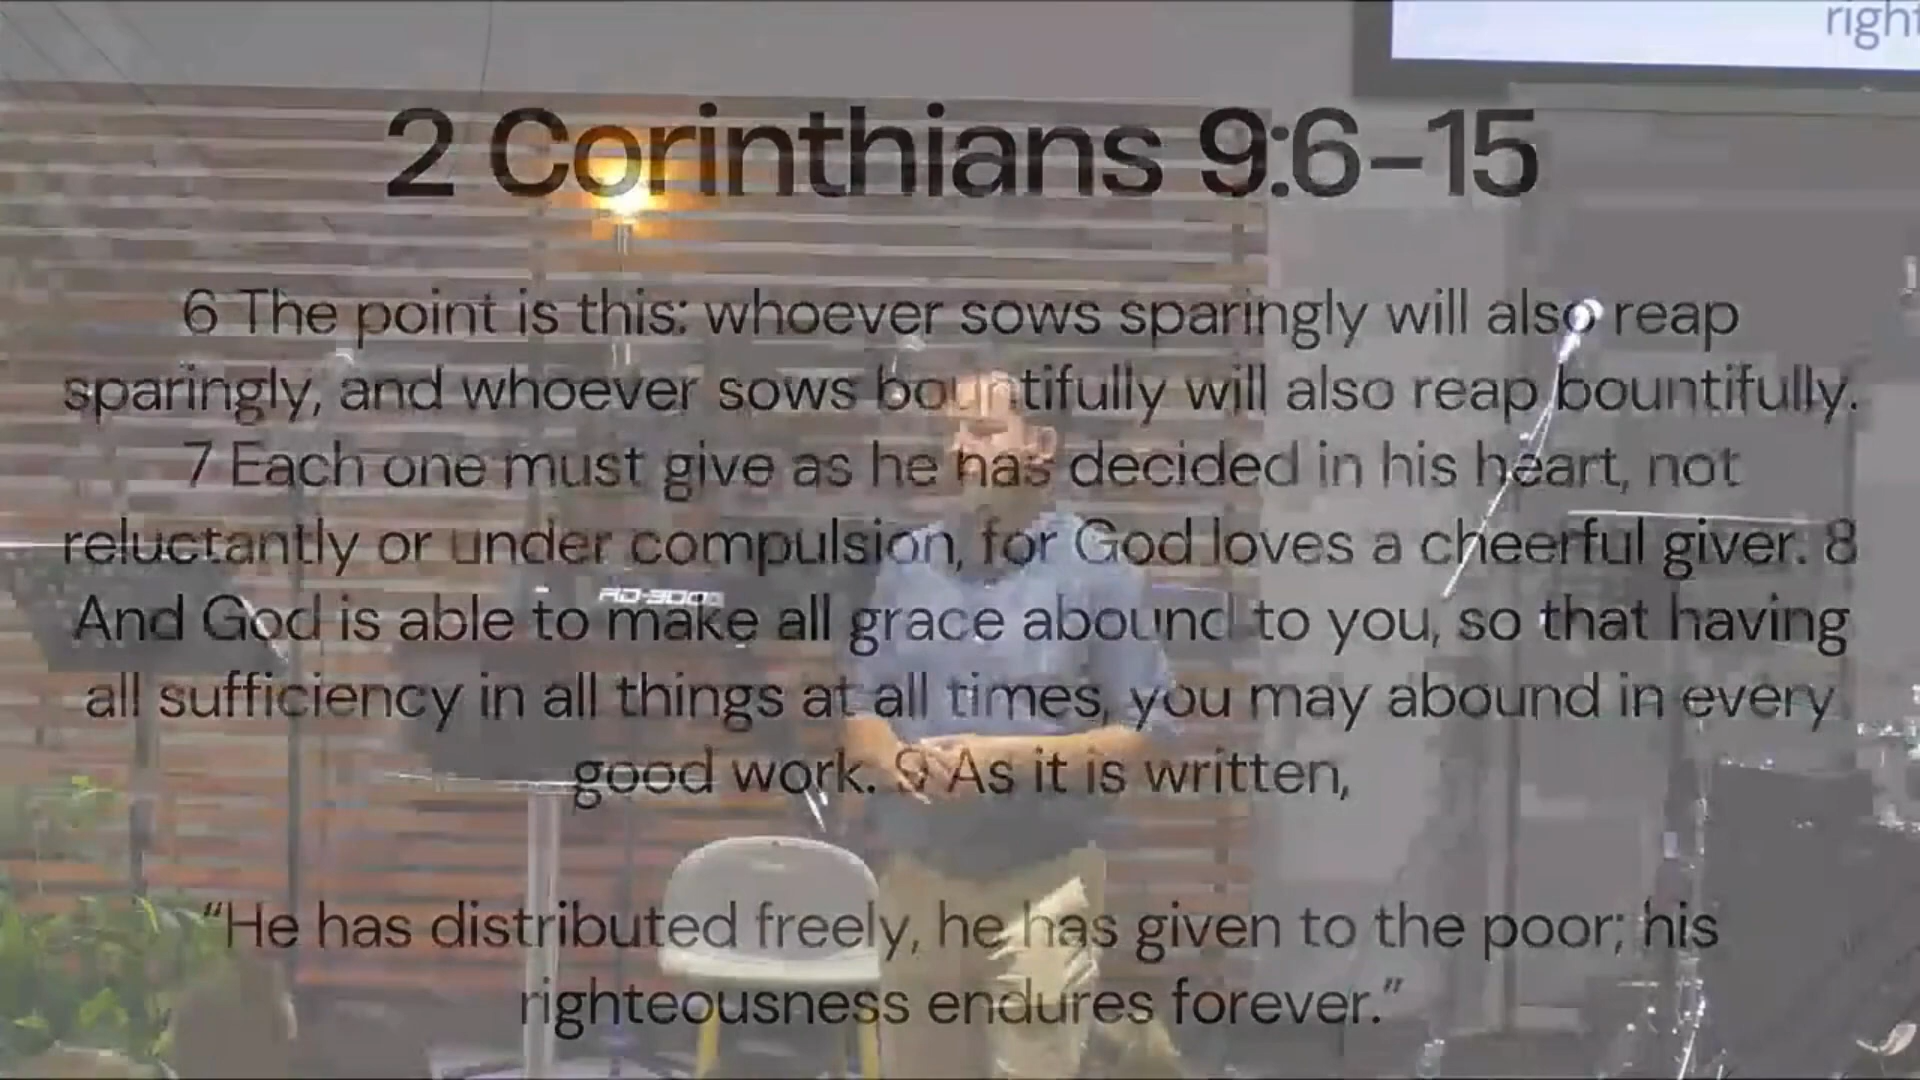 right
2 Corinthians 9:6-15
6 The point is this: whoever sows sparingly will also reap
sparingly, and whoever sows bountifully will also reap bountifully.
7 Each one must give as he has decided in his heart, not
reluctantly or under compulsion, for God loves a cheerful giver. 8
And God is able to make all grace abound to you, so that having
all sufficiency in all things at all times, you may abound in every
good work. 9 As it is written,
“He has distributed freely, he has given to the poor; his
righteousness endures forever.”